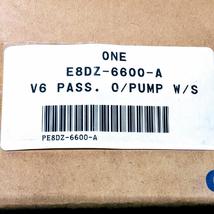 ONE
E8DZ-6600-A
V6 PASS. O/PUMP W/S
PE8DZ-6600-A